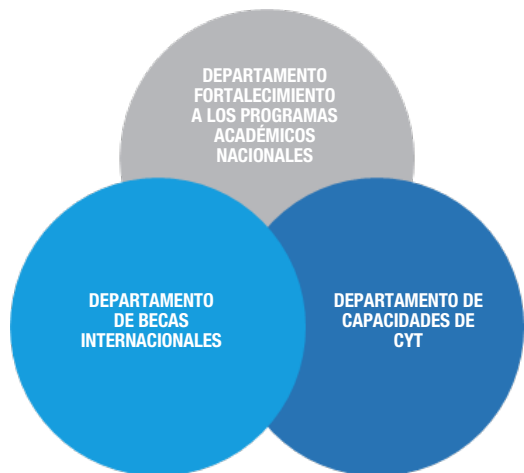 DEPARTAMENTO
FORTALECIMIENTO
A LOS PROGRAMAS
ACADÉMICOS
NACIONALES
DEPARTAMENTO
DE BECAS
INTERNACIONALES
DEPARTAMENTO DE
CAPACIDADES DE
CYT